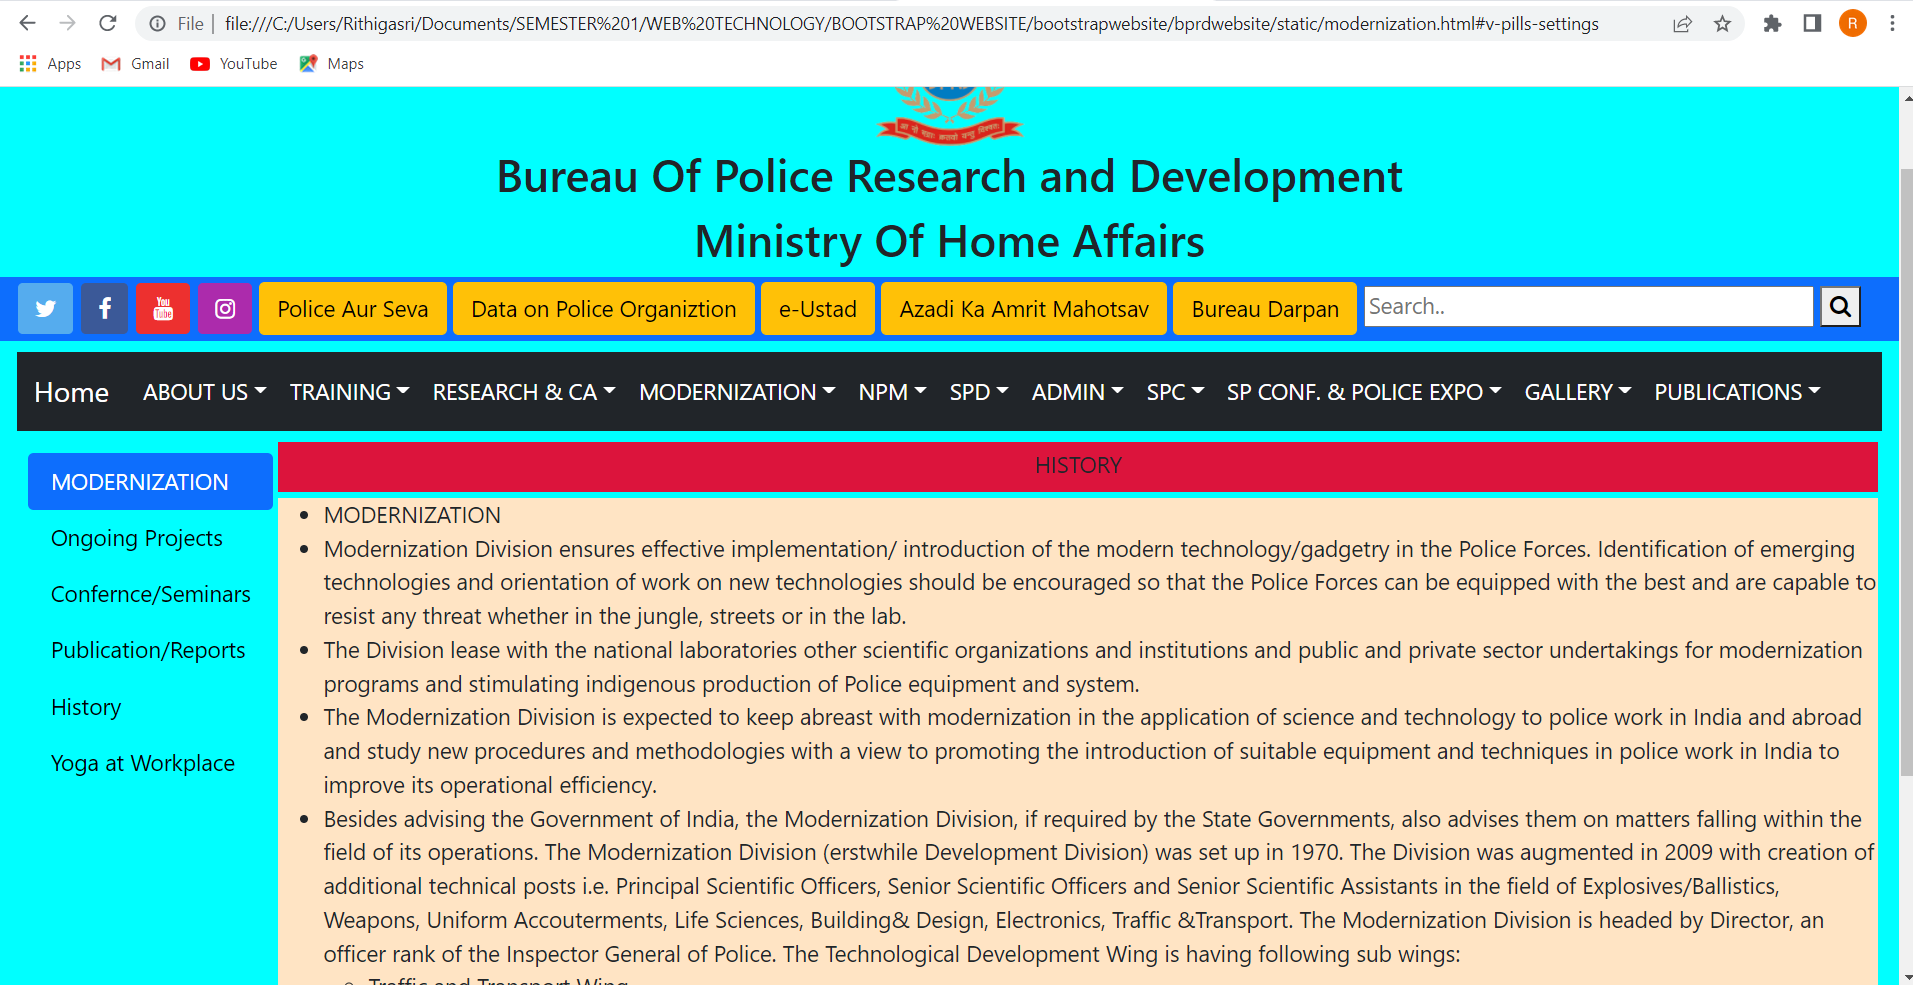 File
file:///C:/Users/Rithigasri/Documents/SEMESTER%201/WEB%20TECHNOLOGY/BOOTSTRAP%20WEBSITE/bootstrapwebsite/bprdwebsite/static/modernization.html#v-pills-settings
R
Apps
Gmail
YouTube
Maps
Bureau Of Police Research and Development
Ministry Of Home Affairs
You
Tube
Police Aur Seva
Data on Police Organiztion
e-Ustad
Azadi Ka Amrit Mahotsav
Bureau Darpan
Search..
Home
ABOUT US
TRAINING
RESEARCH & CA
MODERNIZATION
NPM
SPD
ADMIN
SPC
SP CONF. & POLICE EXPO
GALLERY
PUBLICATIONS
MODERNIZATION
Ongoing Projects
Confernce/Seminars
Publication/Reports
History
Yoga at Workplace
HISTORY
MODERNIZATION
Modernization Division ensures effective implementation/ introduction of the modern technology/gadgetry in the Police Forces. Identification of emerging
technologies and orientation of work on new technologies should be encouraged so that the Police Forces can be equipped with the best and are capable to
resist any threat whether in the jungle, streets or in the lab.
The Division lease with the national laboratories other scientific organizations and institutions and public and private sector undertakings for modernization
programs and stimulating indigenous production of Police equipment and system.
The Modernization Division is expected to keep abreast with modernization in the application of science and technology to police work in India and abroad
and study new procedures and methodologies with a view to promoting the introduction of suitable equipment and techniques in police work in India to
improve its operational efficiency.
Besides advising the Government of India, the Modernization Division, if required by the State Governments, also advises them on matters falling within the
field of its operations. The Modernization Division (erstwhile Development Division) was set up in 1970. The Division was augmented in 2009 with creation of
additional technical posts i.e. Principal Scientific Officers, Senior Scientific Officers and Senior Scientific Assistants in the field of Explosives/Ballistics,
Weapons, Uniform Accouterments, Life Sciences, Building& Design, Electronics, Traffic &Transport. The Modernization Division is headed by Director, an
officer rank of the Inspector General of Police. The Technological Development Wing is having following sub wings:
Traffic and Transport Wing